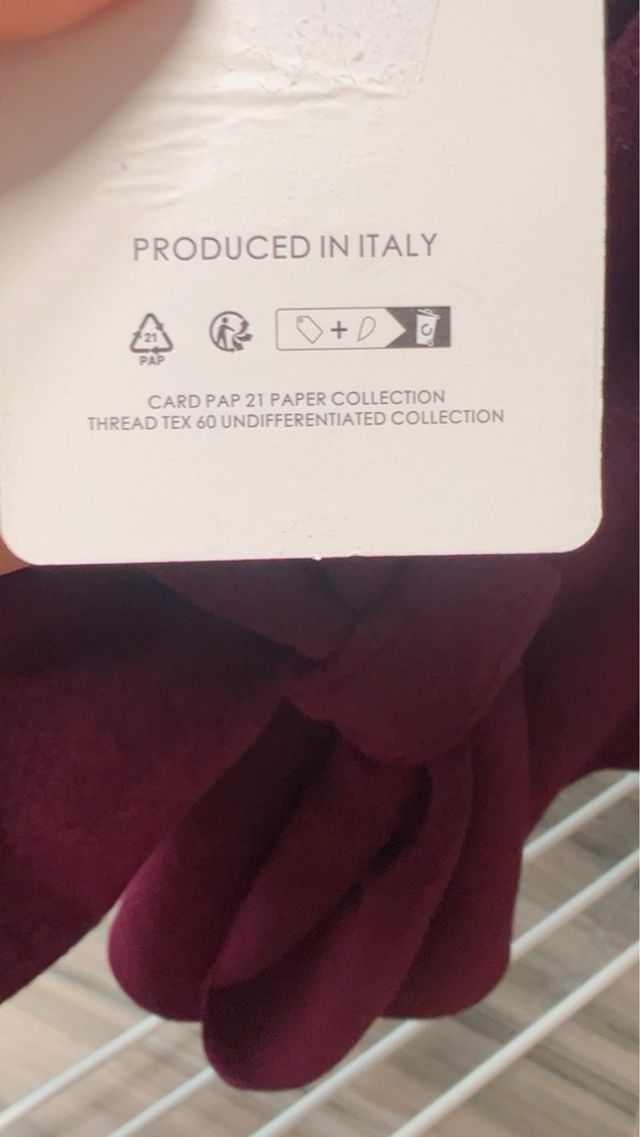 PRODUCED IN ITALY
21
PAP
CARD PAP 21 PAPER COLLECTION
THREAD TEX 60 UNDIFFERENTIATED COLLECTION